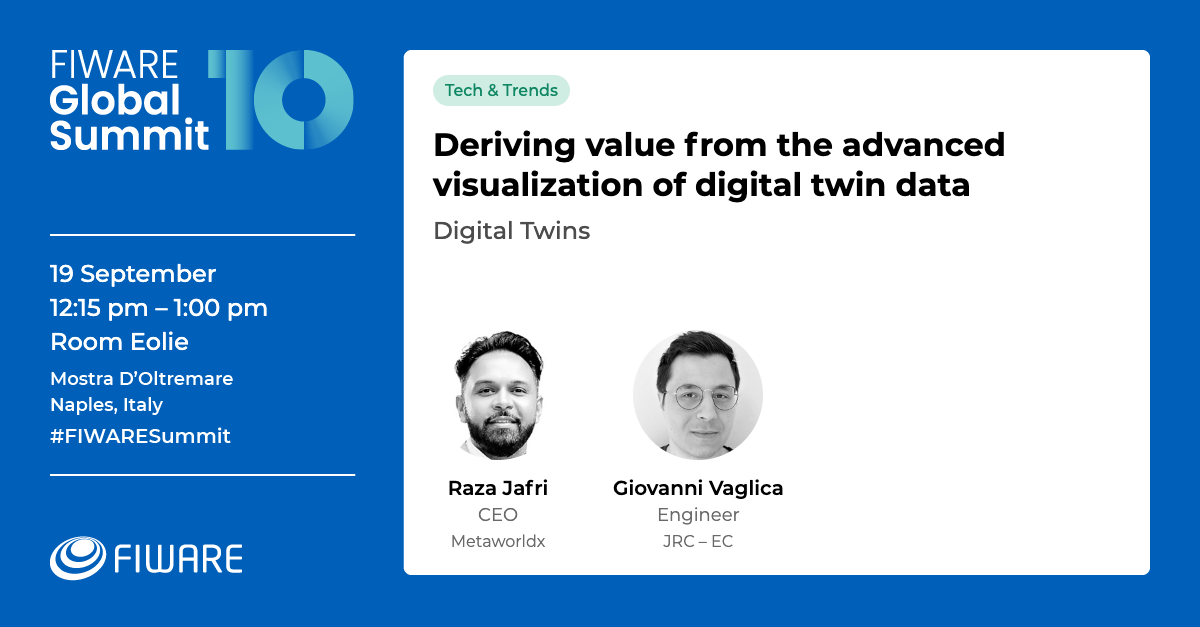 FIWARE
Global
Summit
10
19 September
12:15 pm – 1:00 pm
Room Eolie
Mostra D’Oltremare
Naples, Italy
#FIWARESummit
FIWARE
Tech & Trends
Deriving value from the advanced
visualization of digital twin data
Digital Twins
Raza Jafri
CEO
Metaworldx
Giovanni Vaglica
Engineer
JRC – EC